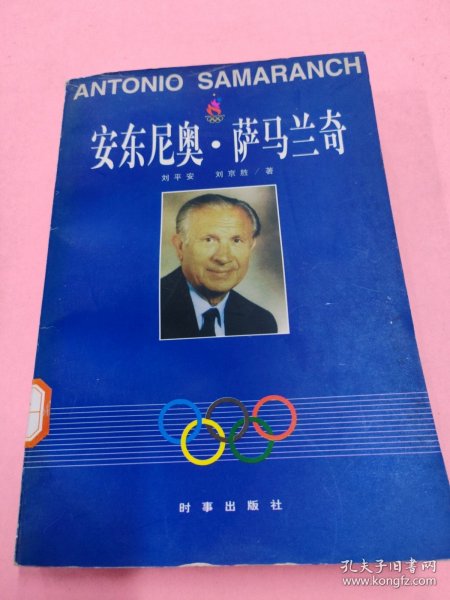 ANTONIO SAMARANCH
安东尼奥·萨马兰奇
刘平安 刘京胜/著
时事出版社
孔夫子旧书网
www.kongfz.com